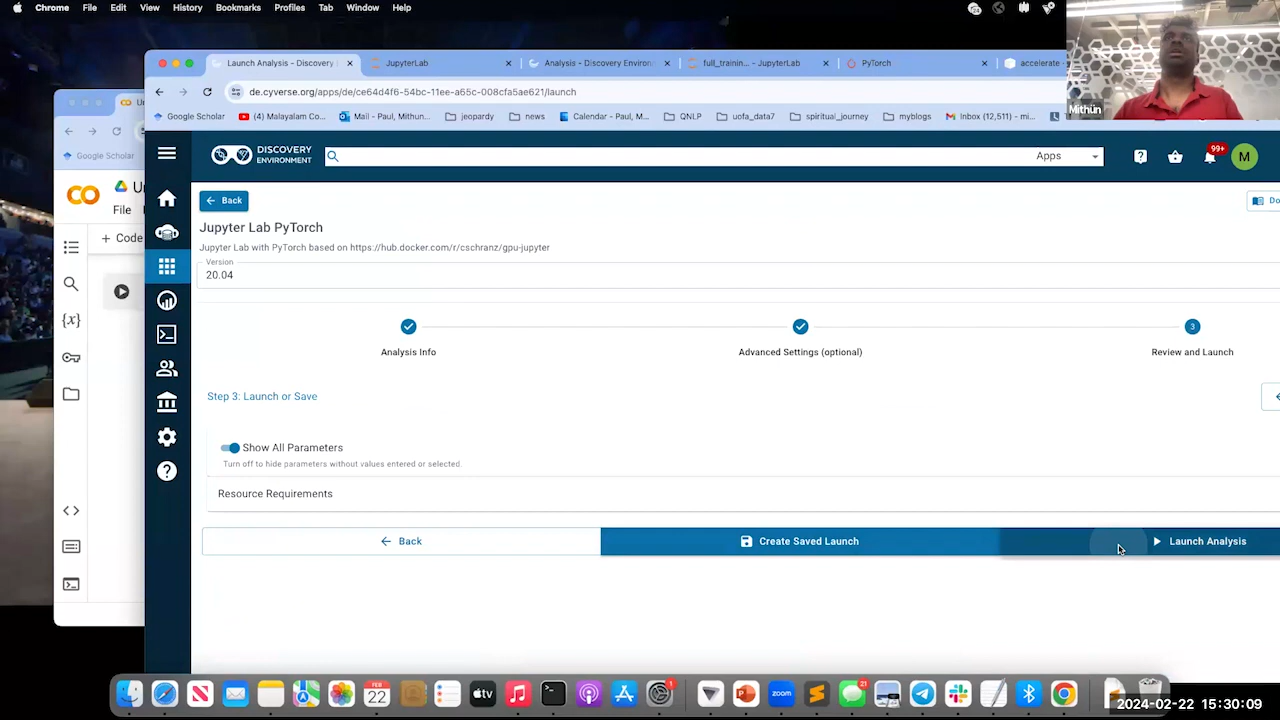 Chrome File Edit View History Bookmarks Profiles Tab Window Help
Launch Analysis - Discovery
JupyterLab
Analysis - Discovery Environ
full_trainin... - JupyterLab
PyTorch
accelerate
de.cyverse.org/apps/de/ce64d4f6-54bc-11ee-a65c-008cfa5ae621/launch
Google Scholar
(4) Malayalam Co...
Mail - Paul, Mithun...
jeopardy
news
Calendar - Paul, M...
QNLP
uofa7_data
spiritual_journey
myblogs
Inbox (12,511) - mi...
Mithun
Google Scholar
File
+ Code
{x}
DISCOVERY
ENVIRONMENT
Apps
99+
M
Back
Jupyter Lab PyTorch
Jupyter Lab with PyTorch based on https://hub.docker.com/r/cschranz/gpu-jupyter
Version
20.04
3
Analysis Info
Advanced Settings (optional)
Review and Launch
Step 3: Launch or Save
Show All Parameters
Turn off to hide parameters without values entered or selected.
Resource Requirements
Back
Create Saved Launch
Launch Analysis
FEB
22
tv
zoom
1
21
2024-02-22 15:30:09